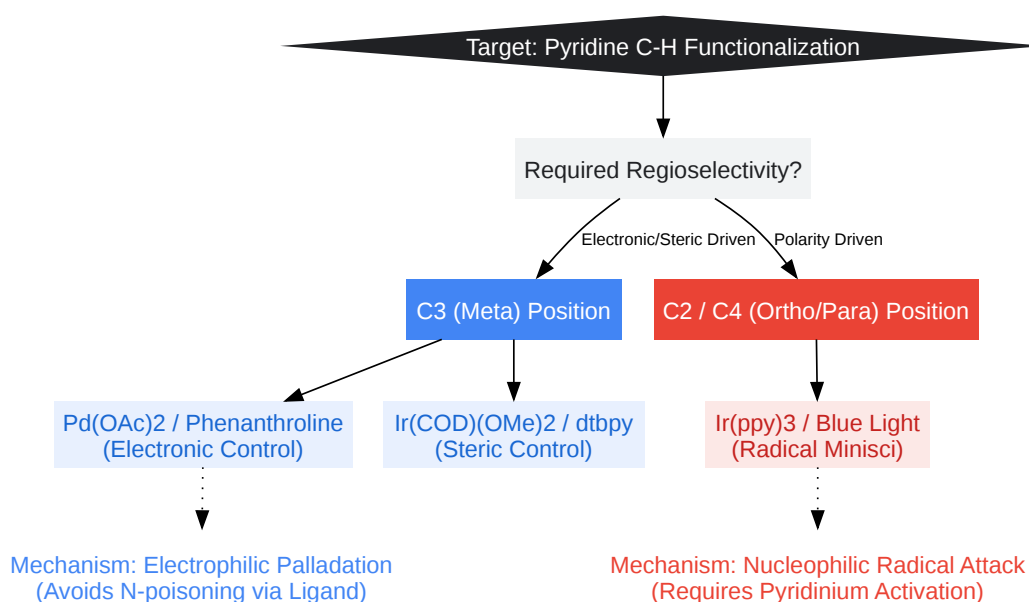 Target: Pyridine C-H Functionalization
Required Regioselectivity?
Electronic/Steric Driven
Polarity Driven
C3 (Meta) Position
C2 / C4 (Ortho/Para) Position
Pd(OAc)2 / Phenanthroline
(Electronic Control)
Ir(COD)(OMe)2 / dtbpy
(Steric Control)
Ir(ppy)3 / Blue Light
(Radical Minisci)
Mechanism: Electrophilic Palladation
(Avoids N-poisoning via Ligand)
Mechanism: Nucleophilic Radical Attack
(Requires Pyridinium Activation)